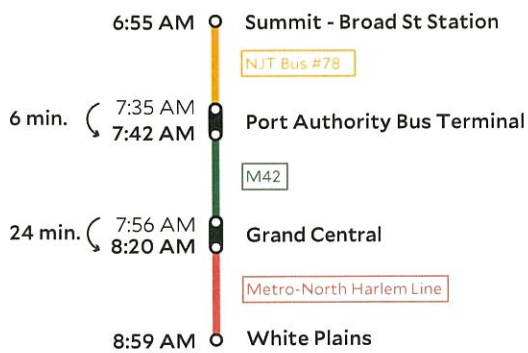 6:55 AM Summit - Broad St Station
NJT Bus #78
7:35 AM
6 min. Port Authority Bus Terminal
7:42 AM
M42
7:56 AM
24 min. Grand Central
8:20 AM
Metro-North Harlem Line
8:59 AM White Plains